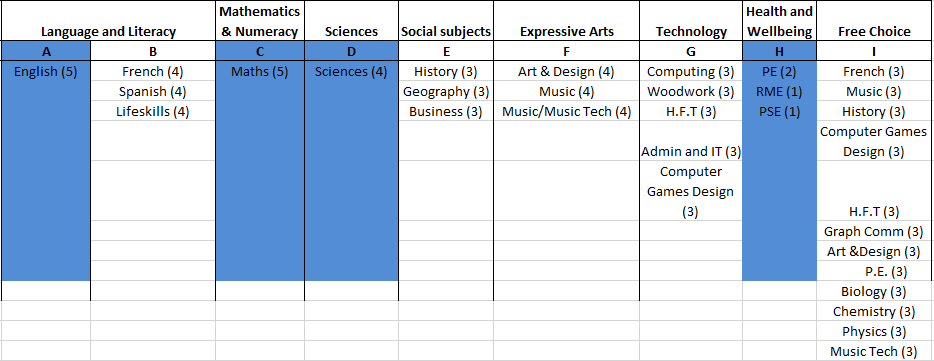 Language and Literacy Mathematics & Numeracy Sciences Social subjects Expressive Arts Technology Health and Wellbeing Free Choice
A B C D E F G H I
English (5) French (4) Maths (5) Sciences (4) History (3) Art & Design (4) Computing (3) PE (2) French (3)
Spanish (4) Geography (3) Music (4) Woodwork (3) RME (1) Music (3)
Lifeskills (4) Business (3) Music/Music Tech (4) H.F.T (3) PSE (1) History (3)
Admin and IT (3) Computer Games Design (3)
Computer Games Design (3) H.F.T (3)
Graph Comm (3)
Art &Design (3)
P.E. (3)
Biology (3)
Chemistry (3)
Physics (3)
Music Tech (3)